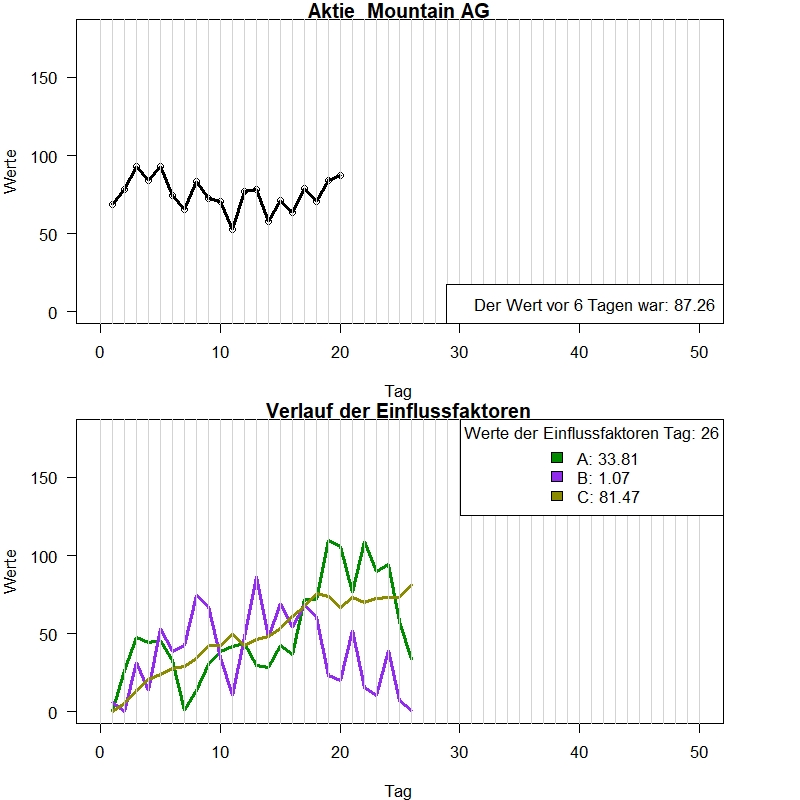 Aktie  Mountain AG
Werte
150
100
50
0
Der Wert vor 6 Tagen war: 87.26
0 10 20 30 40 50
Tag
Verlauf der Einflussfaktoren
Werte
150
100
50
0
Werte der Einflussfaktoren Tag: 26
A: 33.81
B: 1.07
C: 81.47
0 10 20 30 40 50
Tag